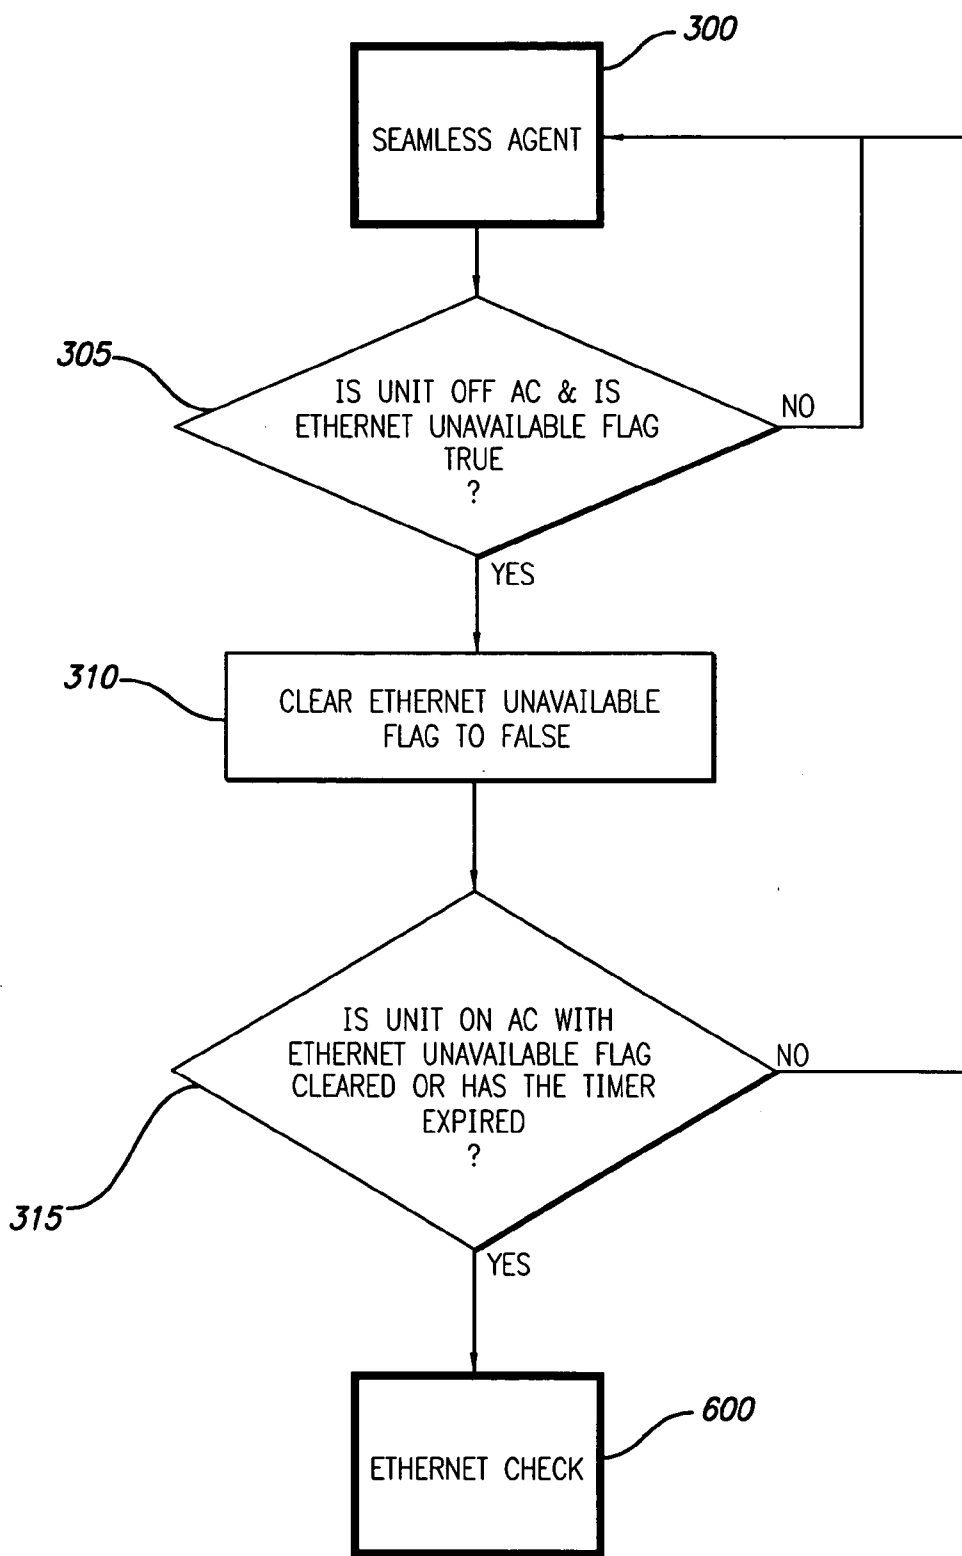 300
SEAMLESS AGENT
305
IS UNIT OFF AC & IS
ETHERNET UNAVAILABLE FLAG
TRUE
?
NO
YES
310
CLEAR ETHERNET UNAVAILABLE
FLAG TO FALSE
IS UNIT ON AC WITH
ETHERNET UNAVAILABLE FLAG
CLEARED OR HAS THE TIMER
EXPIRED
?
NO
315
YES
600
ETHERNET CHECK